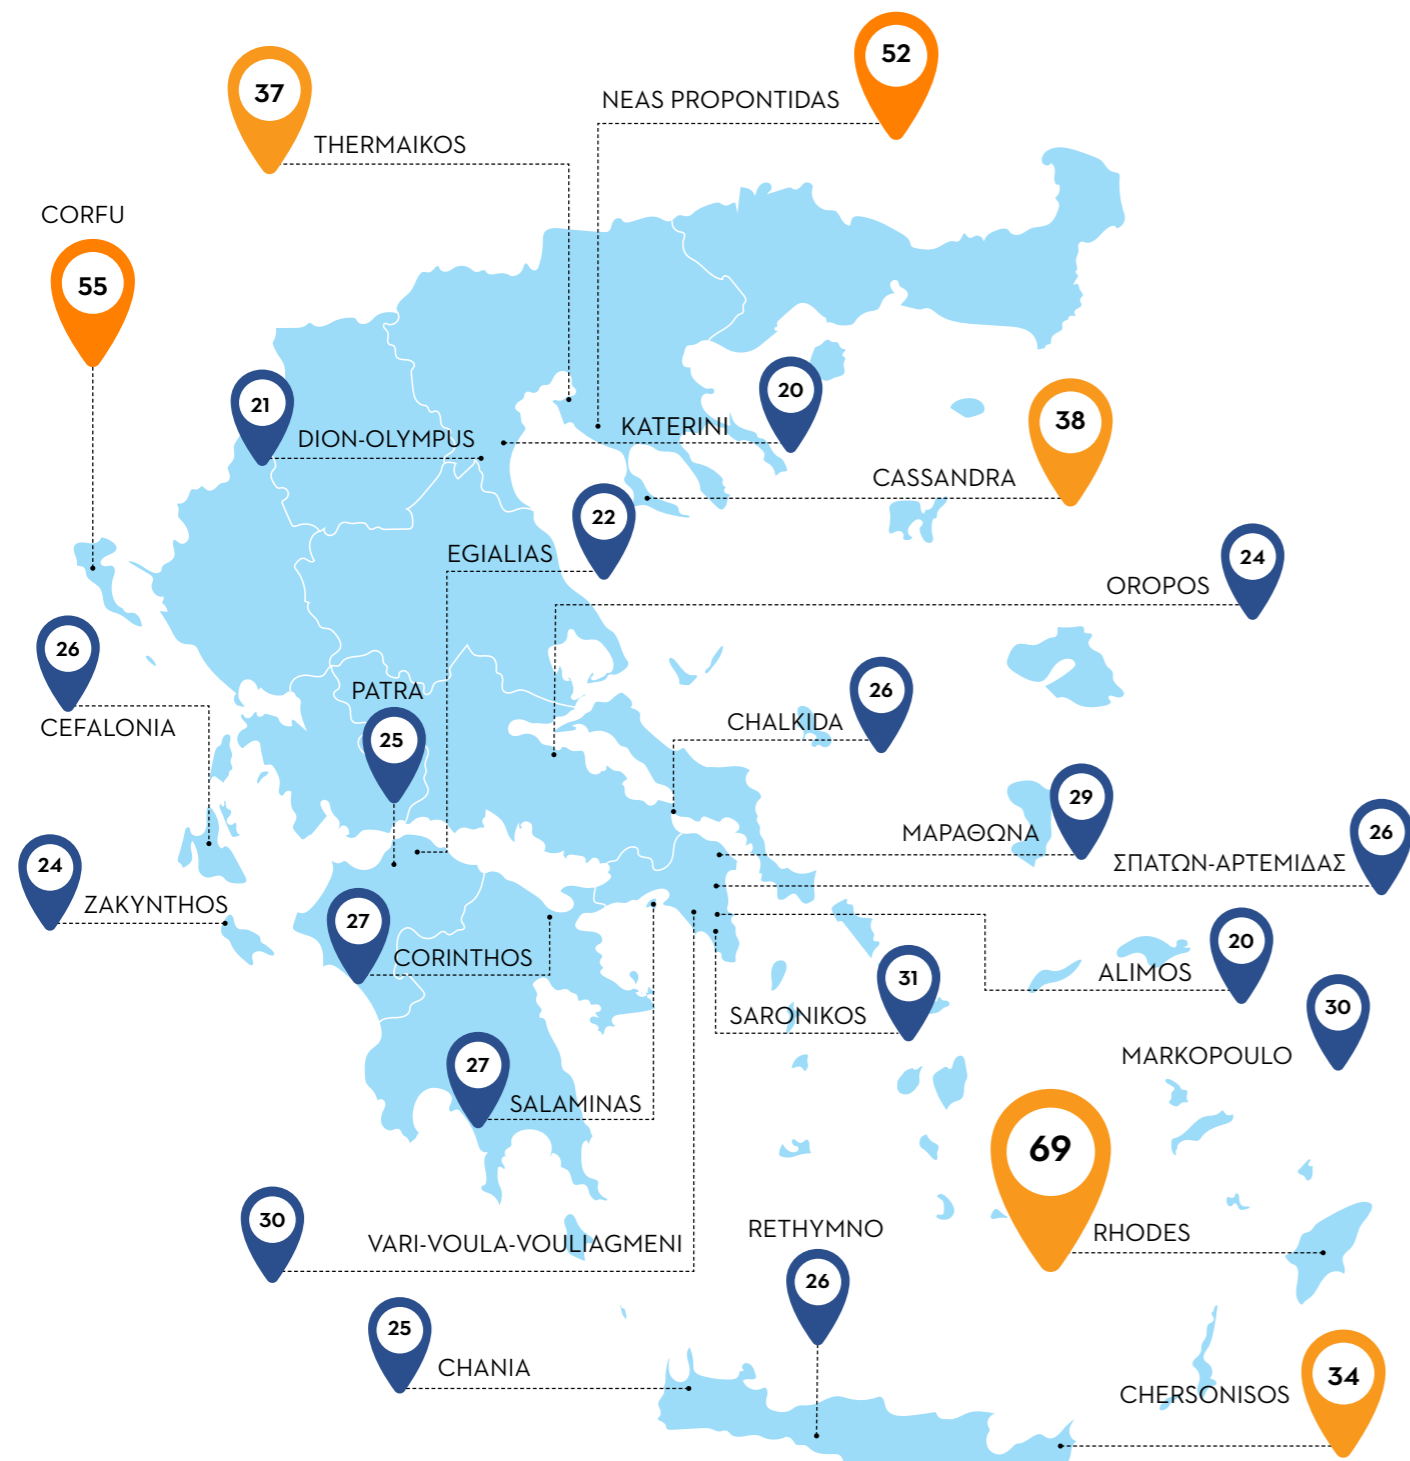 52
37
NEAS PROPONTIDAS
THERMAIKOS
CORFU
55
20
21
38
KATERINI
DION-OLYMPUS
CASSANDRA
22
EGIALIAS
24
OROPOS
26
PATRA
26
CEFALONIA
CHALKIDA
25
29
ΜΑΡΑΘΩΝΑ
26
ΣΠΑΤΩΝ-ΑΡΤΕΜΙΔΑΣ
24
ZAKYNTHOS
27
CORINTHOS
20
ALIMOS
31
SARONIKOS
30
MARKOPOULO
27
SALAMINAS
69
RHODES
30
VARI-VOULA-VOULIAGMENI
RETHYMNO
26
25
CHANIA
34
CHERSONISOS